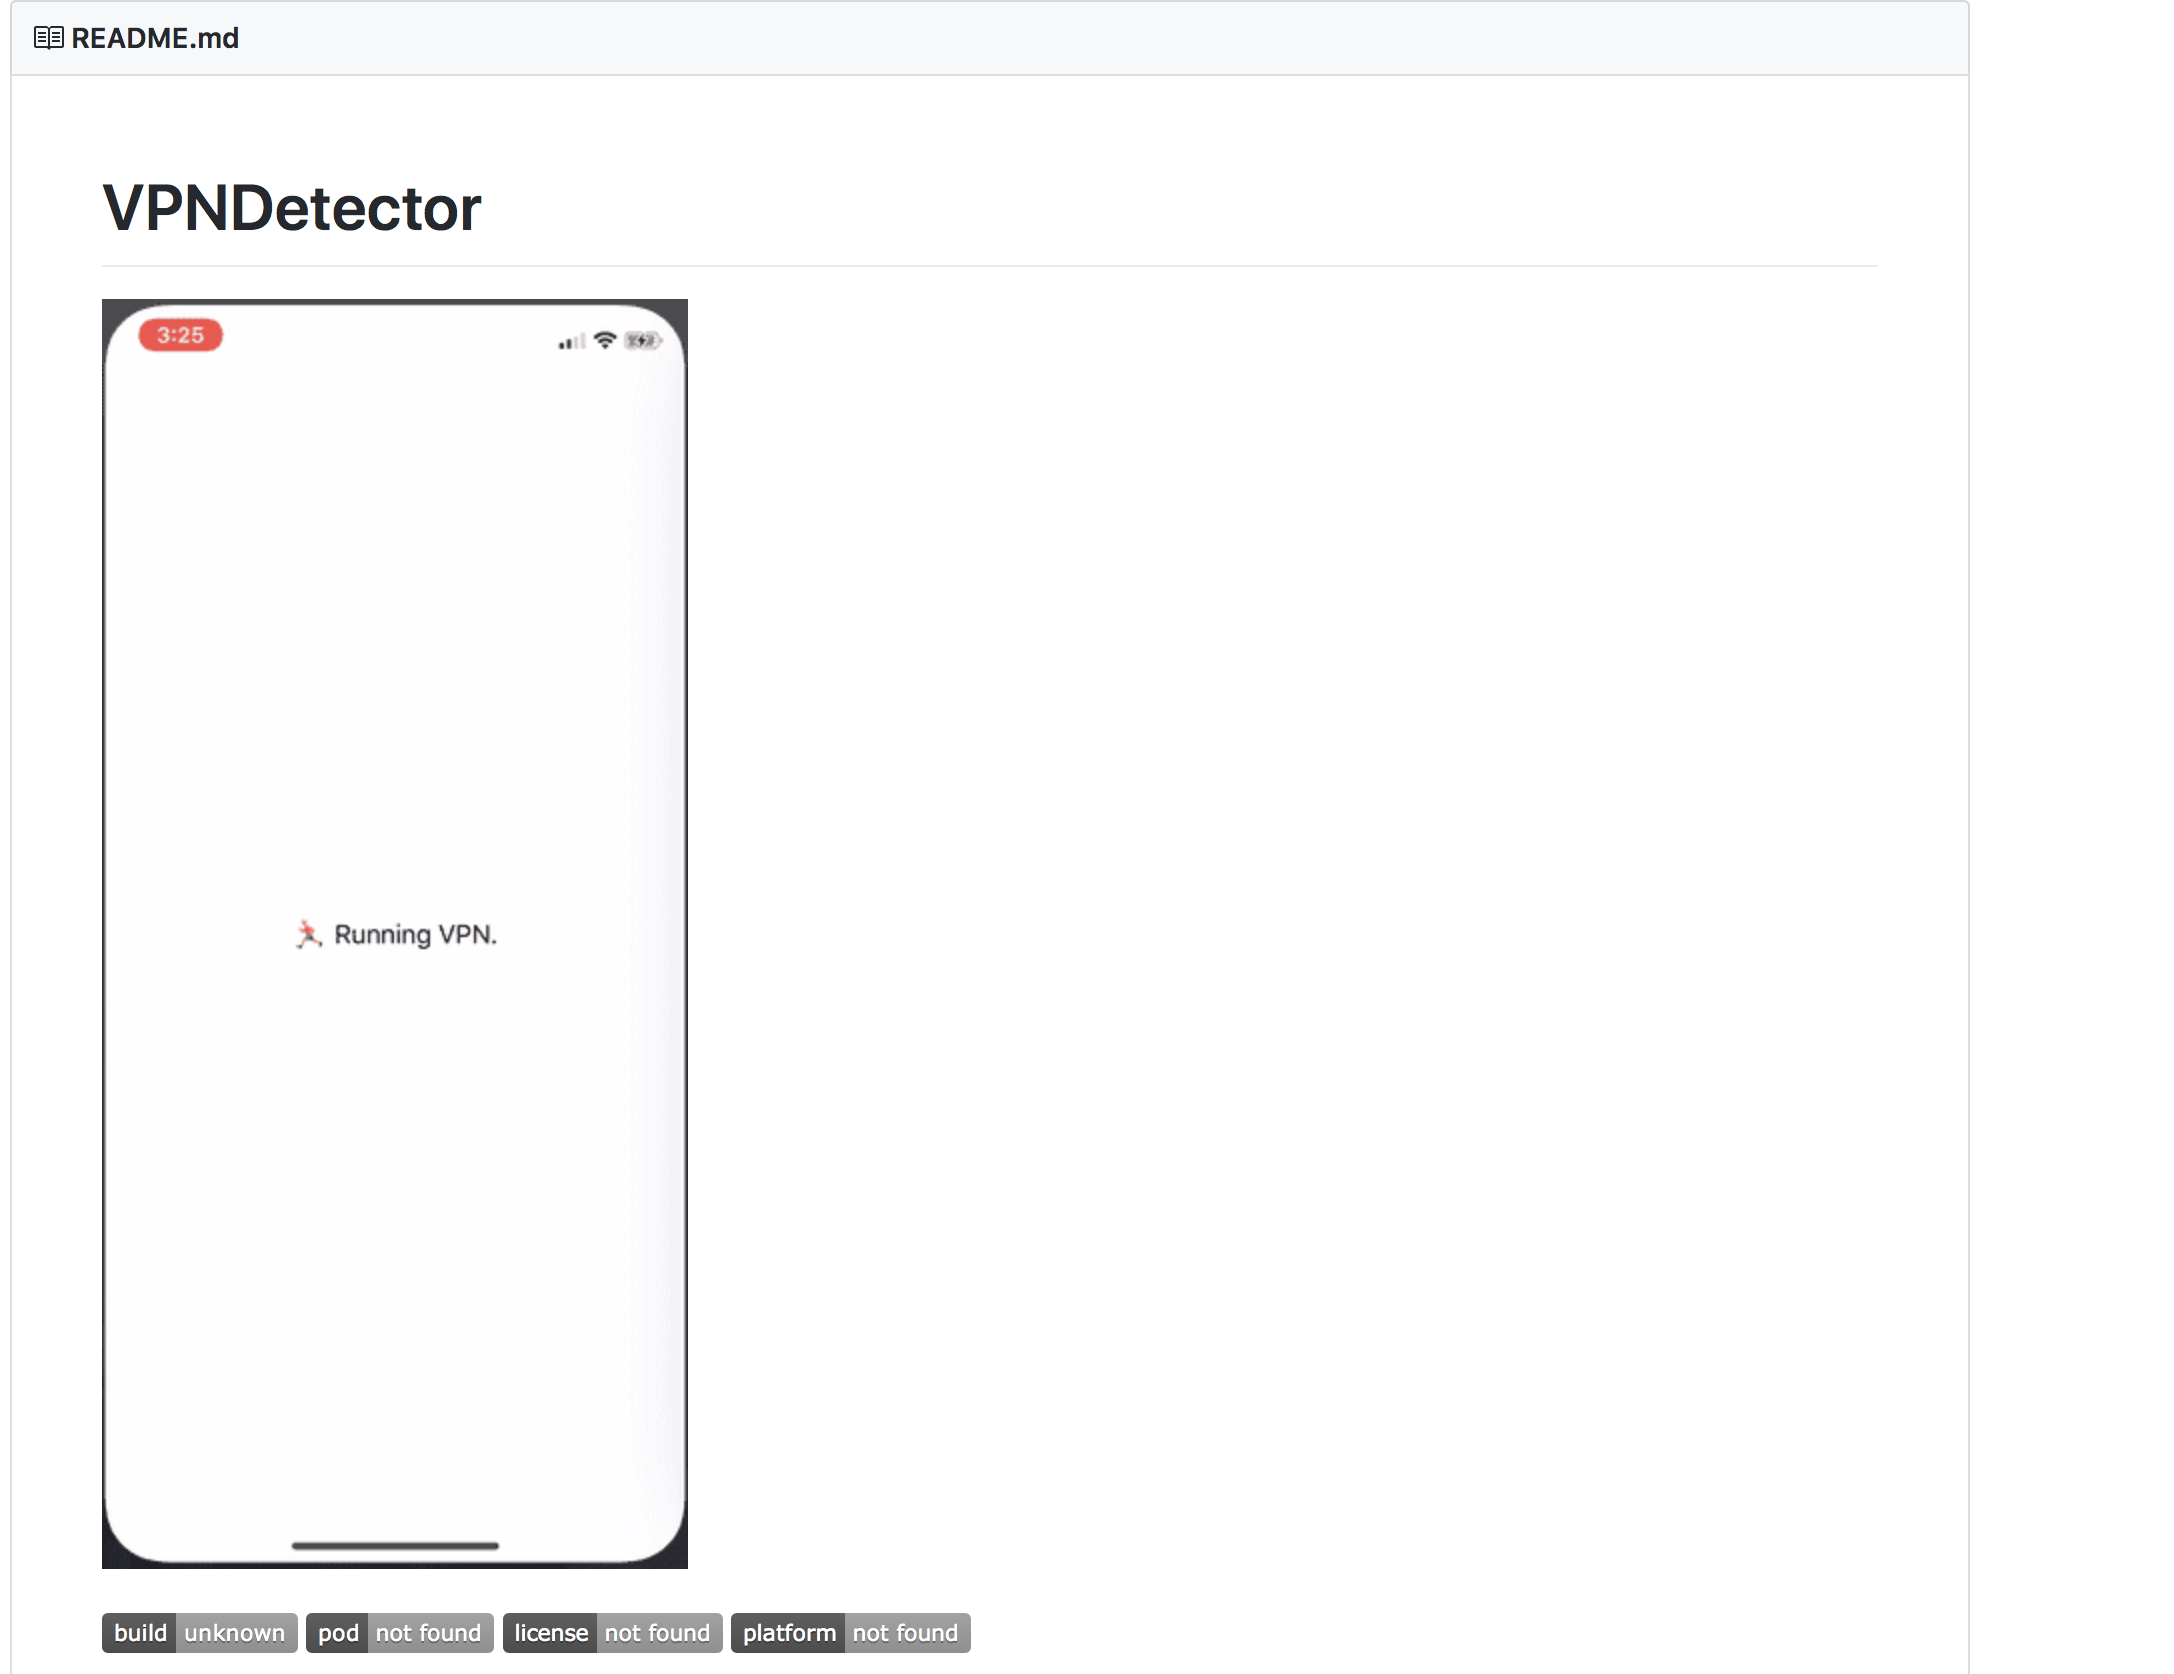 README.md
VPNDetector
3:25
Running VPN.
build unknown pod not found license not found platform not found